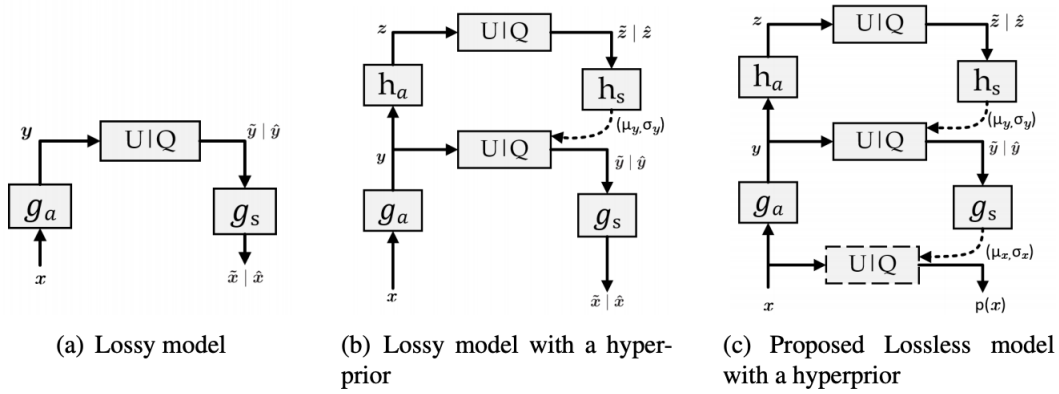 y
U|Q
ỹ | ŷ
g_a
g_s
x
x̃ | x̂
(a) Lossy model
z
U|Q
z̃ | ẑ
h_a
h_s
(μ_y,σ_y)
y
U|Q
ỹ | ŷ
g_a
g_s
x
x̃ | x̂
(b) Lossy model with a hyper-
prior
z
U|Q
z̃ | ẑ
h_a
h_s
(μ_y,σ_y)
y
U|Q
ỹ | ŷ
g_a
g_s
(μ_x,σ_x)
U|Q
x
p(x)
(c) Proposed Lossless model
with a hyperprior